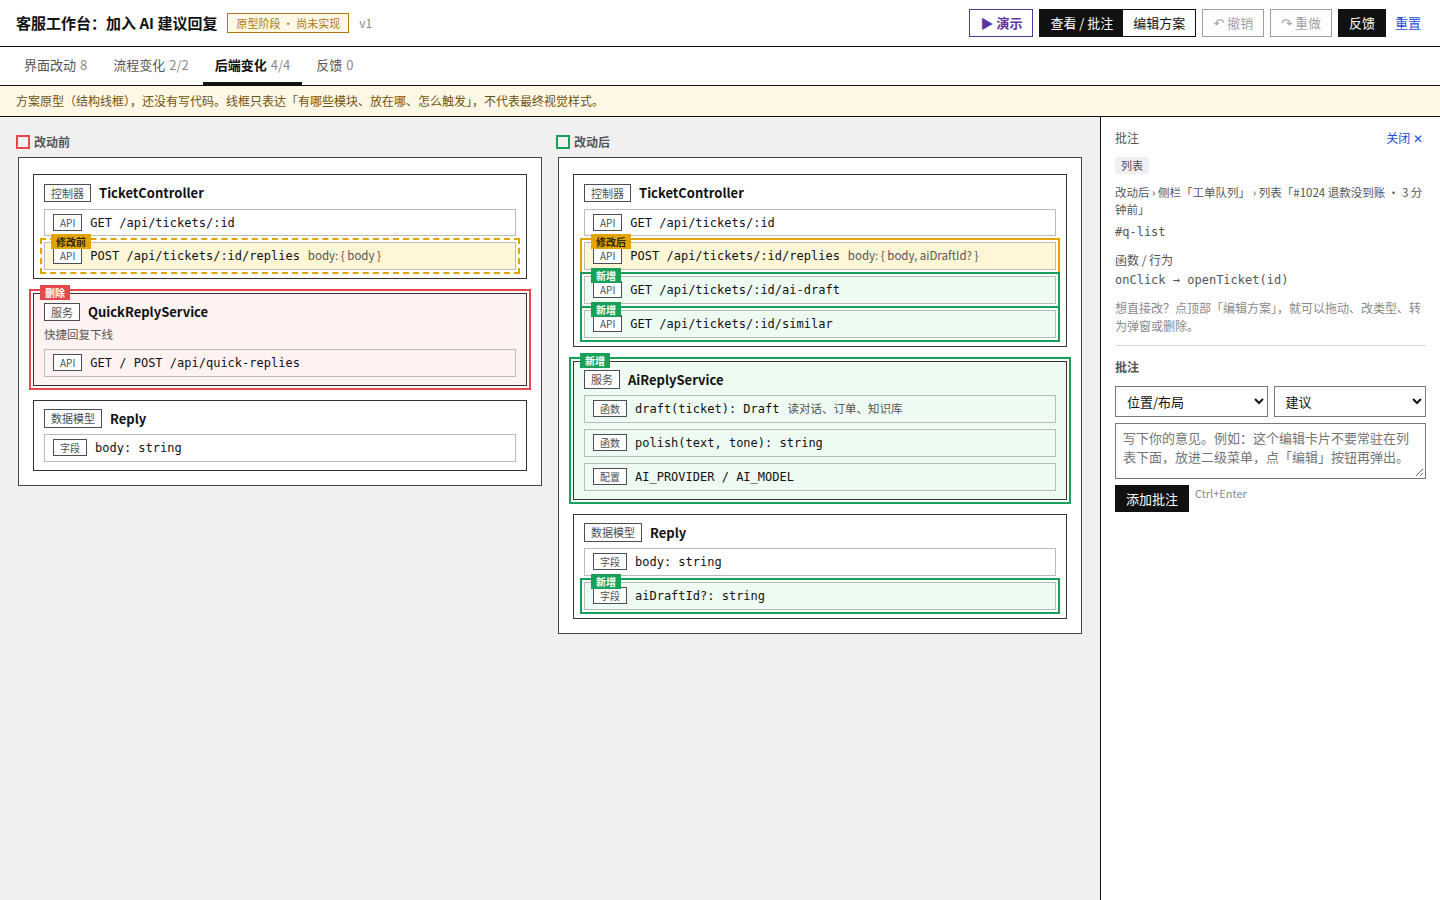 客服工作台：加入 AI 建议回复 原型阶段 · 尚未实现 v1
▶ 演示 查看 / 批注 编辑方案 ↶ 撤销 ↷ 重做 反馈 重置
界面改动 8 流程变化 2/2 后端变化 4/4 反馈 0
方案原型（结构线框），还没有写代码。线框只表达「有哪些模块、放在哪、怎么触发」，不代表最终视觉样式。
改动前
控制器 TicketController
API GET /api/tickets/:id
修改前
API POST /api/tickets/:id/replies body: { body }
删除
服务 QuickReplyService
快捷回复下线
API GET / POST /api/quick-replies
数据模型 Reply
字段 body: string
改动后
控制器 TicketController
API GET /api/tickets/:id
修改后
API POST /api/tickets/:id/replies body: { body, aiDraftId? }
新增
API GET /api/tickets/:id/ai-draft
新增
API GET /api/tickets/:id/similar
新增
服务 AiReplyService
函数 draft(ticket): Draft 读对话、订单、知识库
函数 polish(text, tone): string
配置 AI_PROVIDER / AI_MODEL
数据模型 Reply
字段 body: string
新增
字段 aiDraftId?: string
批注 关闭 ✕
列表
改动后 › 侧栏「工单队列」 › 列表「#1024 退款没到账 · 3 分
钟前」
#q-list
函数 / 行为
onClick → openTicket(id)
想直接改？点顶部「编辑方案」，就可以拖动、改类型、转
为弹窗或删除。
批注
位置/布局 建议
写下你的意见。例如：这个编辑卡片不要常驻在列
表下面，放进二级菜单，点「编辑」按钮再弹出。
添加批注 Ctrl+Enter